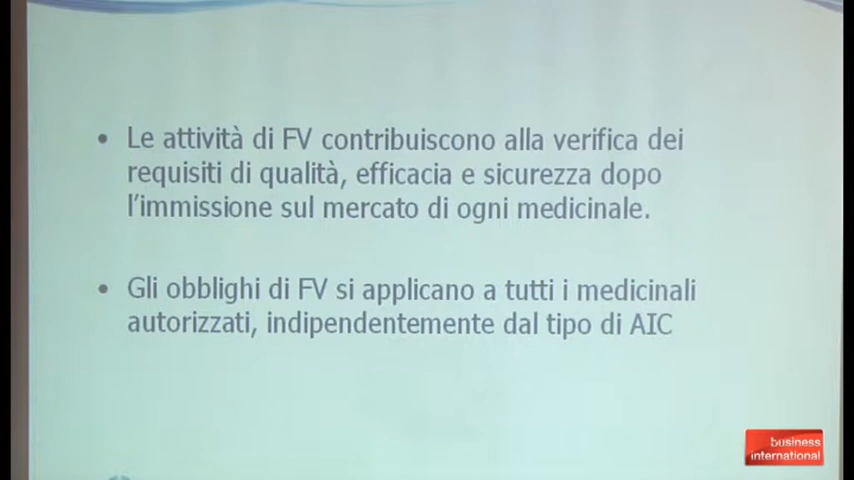 • Le attività di FV contribuiscono alla verifica dei
requisiti di qualità, efficacia e sicurezza dopo
l'immissione sul mercato di ogni medicinale.
• Gli obblighi di FV si applicano a tutti i medicinali
autorizzati, indipendentemente dal tipo di AIC
business
international